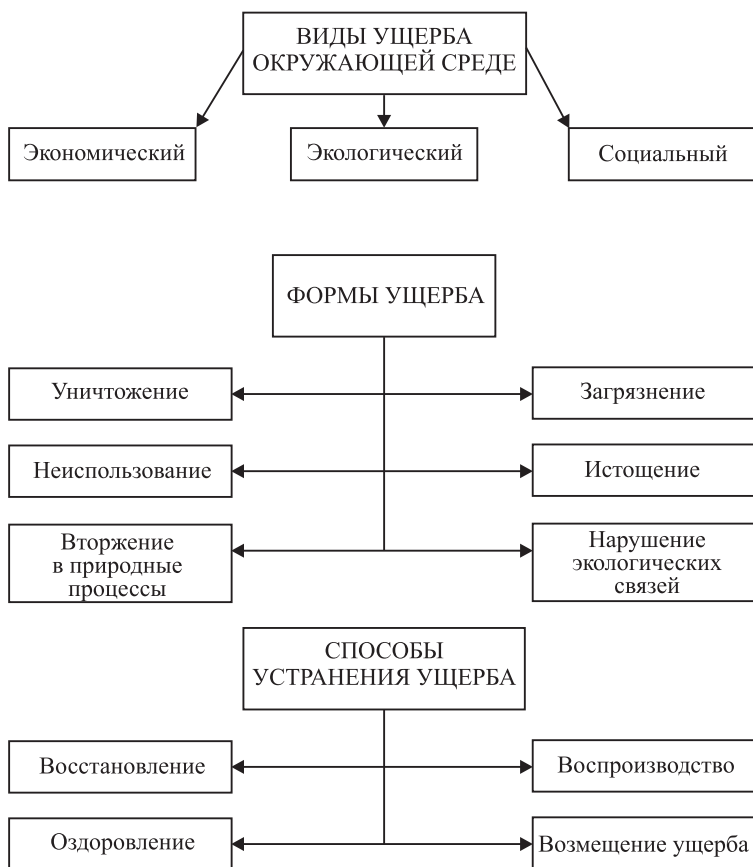 ВИДЫ УЩЕРБА
ОКРУЖАЮЩЕЙ СРЕДЕ
Экономический
Экологический
Социальный
ФОРМЫ УЩЕРБА
Уничтожение
Загрязнение
Неиспользование
Истощение
Вторжение
в природные
процессы
Нарушение
экологических
связей
СПОСОБЫ
УСТРАНЕНИЯ УЩЕРБА
Восстановление
Воспроизводство
Оздоровление
Возмещение ущерба